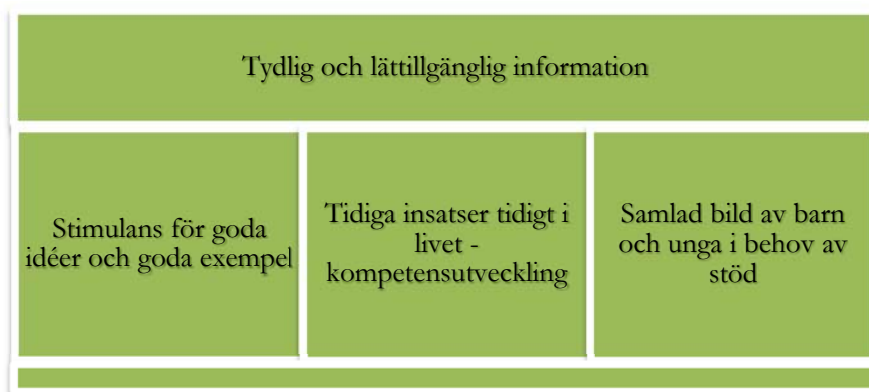 Tydlig och lättillgänglig information
Stimulans för goda
idéer och goda exempel
Tidiga insatser tidigt i
livet -
kompetensutveckling
Samlad bild av barn
och unga i behov av
stöd